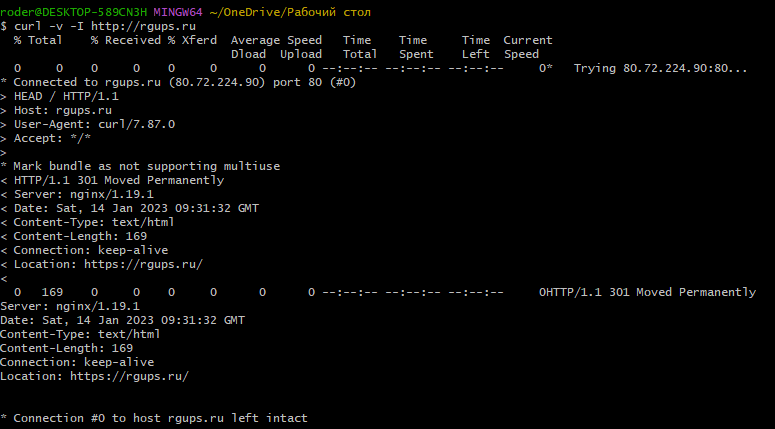 roder@DESKTOP-589CN3H MINGW64 ~/OneDrive/Рабочий стол
$ curl -v -I http://rgups.ru
  % Total    % Received % Xferd  Average Speed   Time    Time     Time  Current
                                 Dload  Upload   Total   Spent    Left  Speed
  0     0    0     0    0     0      0      0 --:--:-- --:--:-- --:--:--     0*   Trying 80.72.224.90:80...
* Connected to rgups.ru (80.72.224.90) port 80 (#0)
> HEAD / HTTP/1.1
> Host: rgups.ru
> User-Agent: curl/7.87.0
> Accept: */*
>
* Mark bundle as not supporting multiuse
< HTTP/1.1 301 Moved Permanently
< Server: nginx/1.19.1
< Date: Sat, 14 Jan 2023 09:31:32 GMT
< Content-Type: text/html
< Content-Length: 169
< Connection: keep-alive
< Location: https://rgups.ru/
<
  0   169    0     0    0     0      0      0 --:--:-- --:--:-- --:--:--     0HTTP/1.1 301 Moved Permanently
Server: nginx/1.19.1
Date: Sat, 14 Jan 2023 09:31:32 GMT
Content-Type: text/html
Content-Length: 169
Connection: keep-alive
Location: https://rgups.ru/

* Connection #0 to host rgups.ru left intact